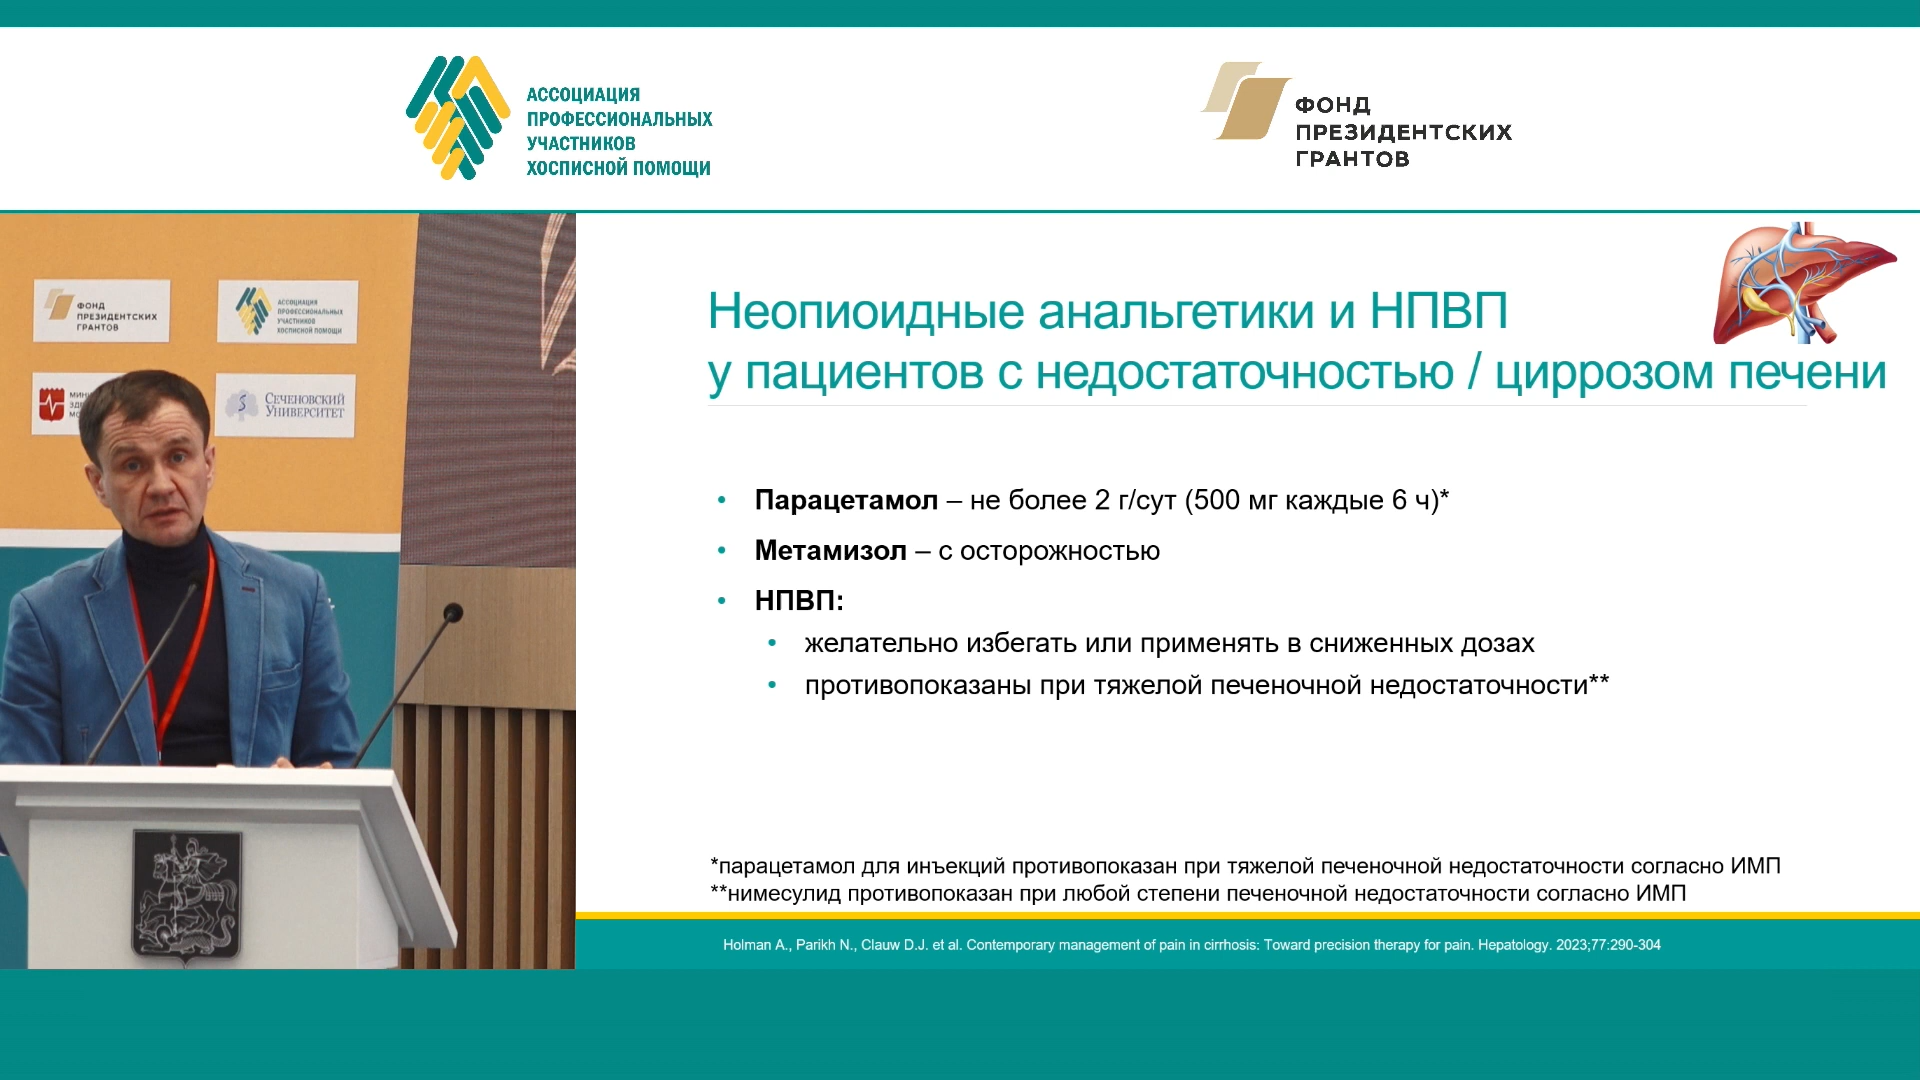 АССОЦИАЦИЯ
ПРОФЕССИОНАЛЬНЫХ
УЧАСТНИКОВ
ХОСПИСНОЙ ПОМОЩИ
ФОНД
ПРЕЗИДЕНТСКИХ
ГРАНТОВ
ФОНД
ПРЕЗИДЕНТСКИХ
ГРАНТОВ
АССОЦИАЦИЯ
ПРОФЕССИОНАЛЬНЫХ
УЧАСТНИКОВ
ХОСПИСНОЙ ПОМОЩИ
СЕЧЕНОВСКИЙ
УНИВЕРСИТЕТ
Неопиоидные анальгетики и НПВП
у пациентов с недостаточностью / циррозом печени
• Парацетамол – не более 2 г/сут (500 мг каждые 6 ч)*
• Метамизол – с осторожностью
• НПВП:
• желательно избегать или применять в сниженных дозах
• противопоказаны при тяжелой печеночной недостаточности**
*парацетамол для инъекций противопоказан при тяжелой печеночной недостаточности согласно ИМП
**нимесулид противопоказан при любой степени печеночной недостаточности согласно ИМП
Holman A., Parikh N., Clauw D.J. et al. Contemporary management of pain in cirrhosis: Toward precision therapy for pain. Hepatology. 2023;77:290-304